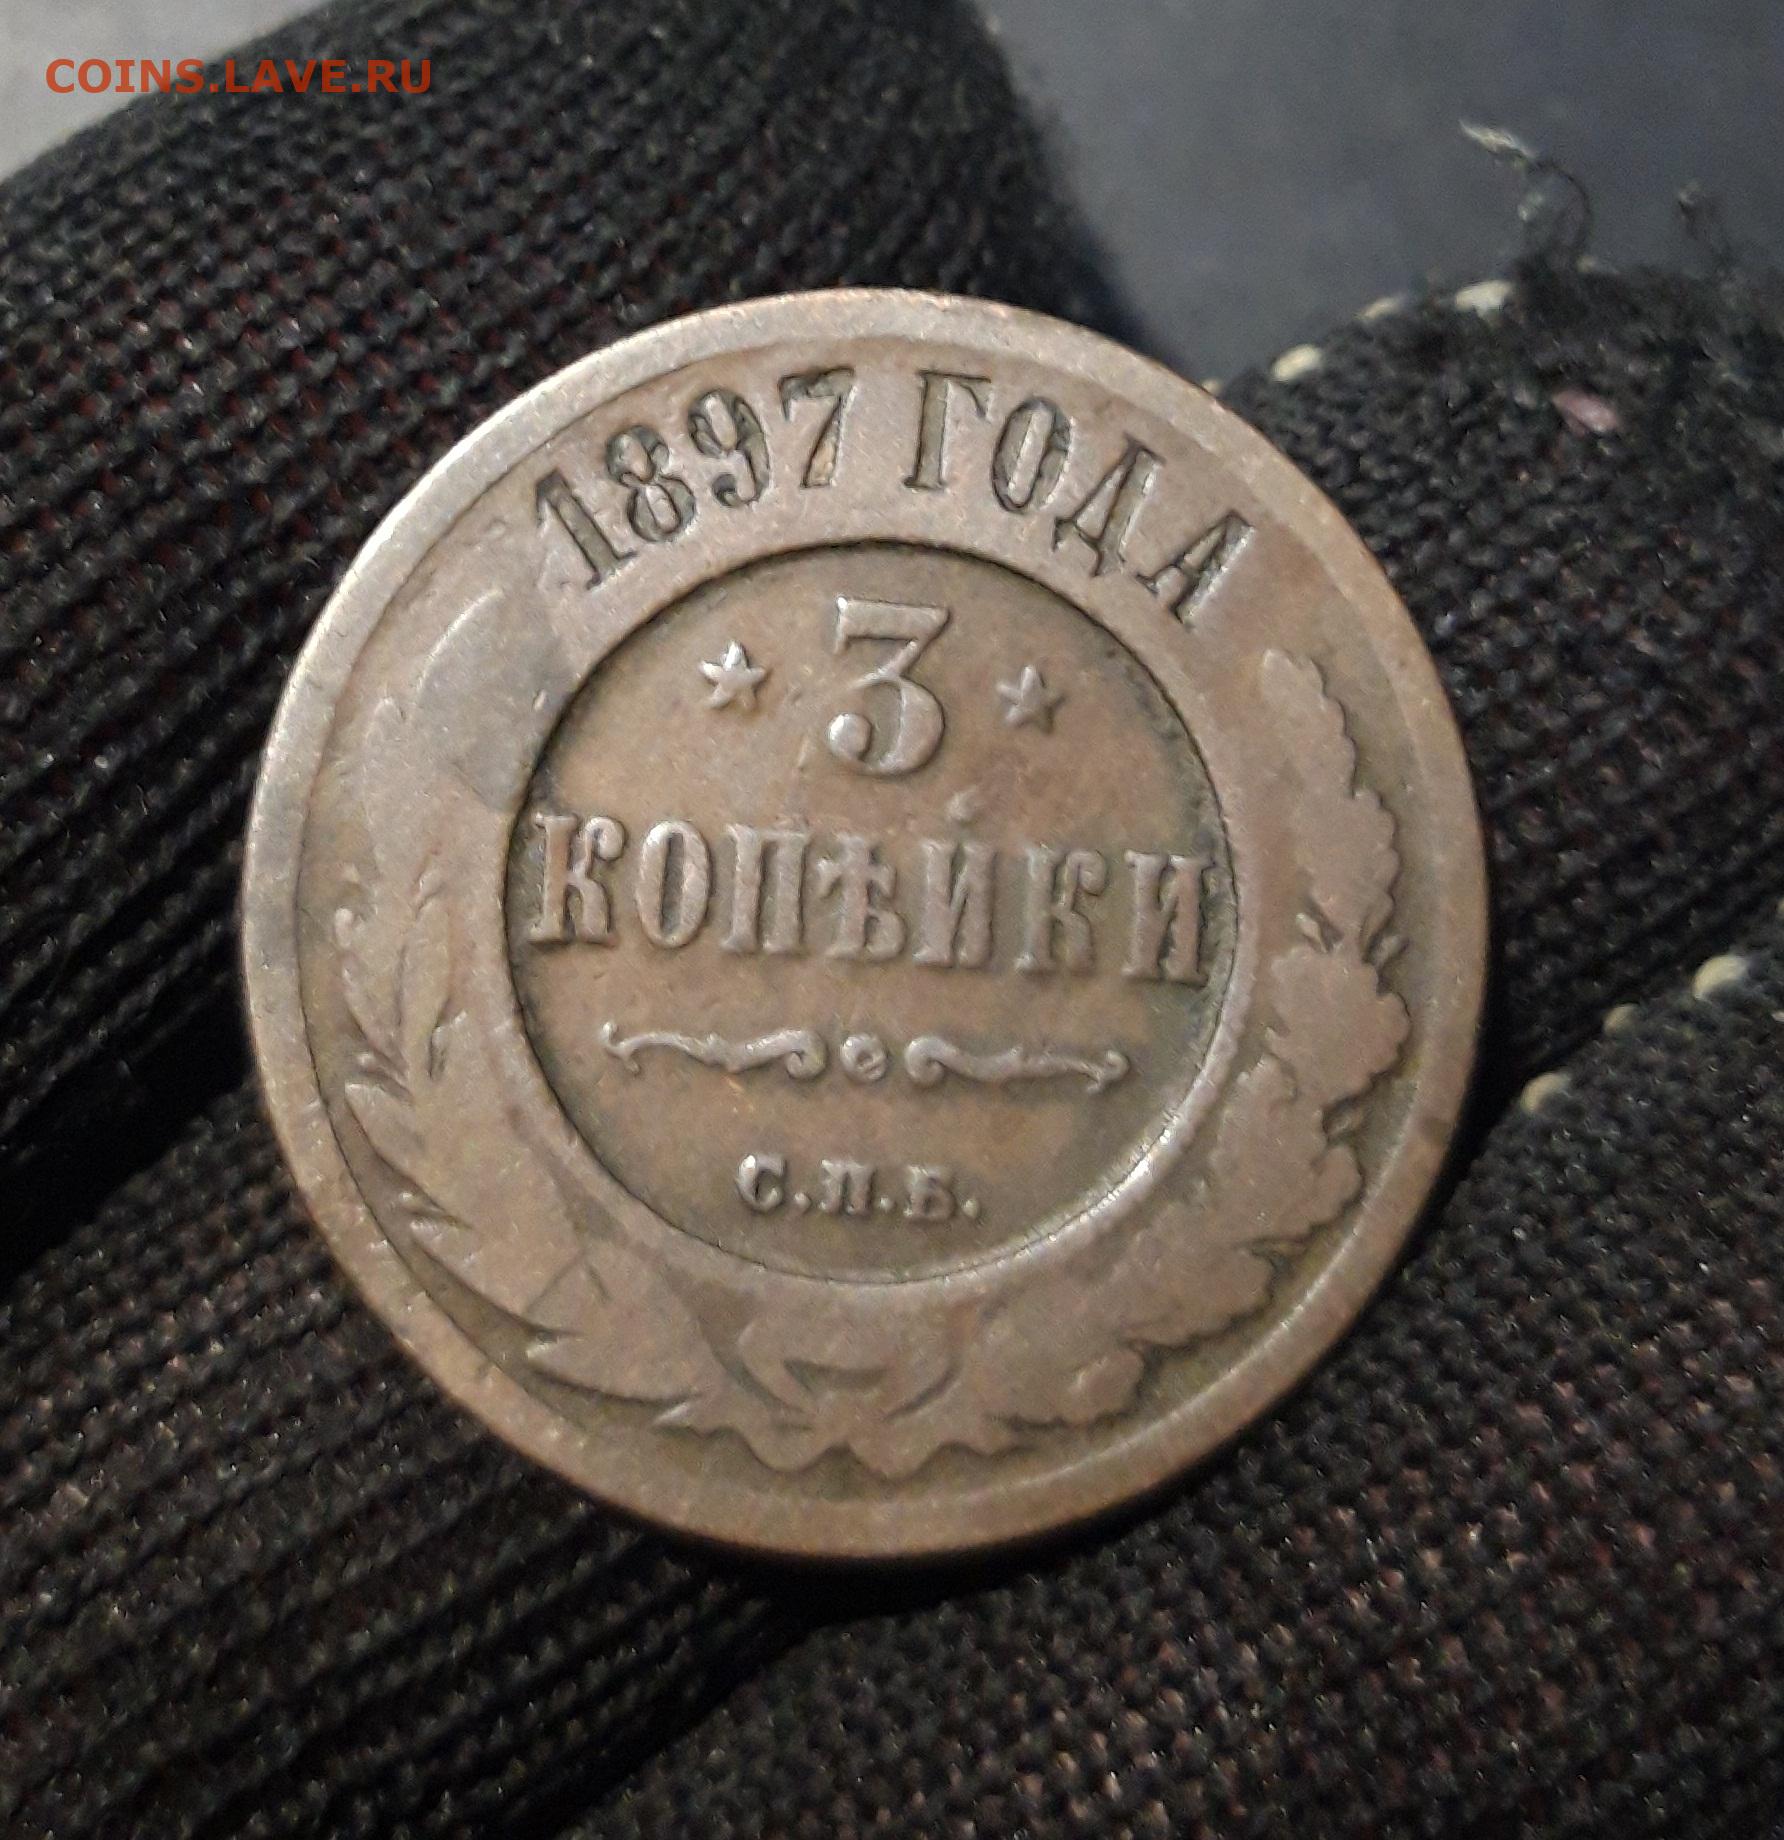 COINS.LAVE.RU
1897 ГОДА
3
КОПѢЙКИ
С.П.Б.